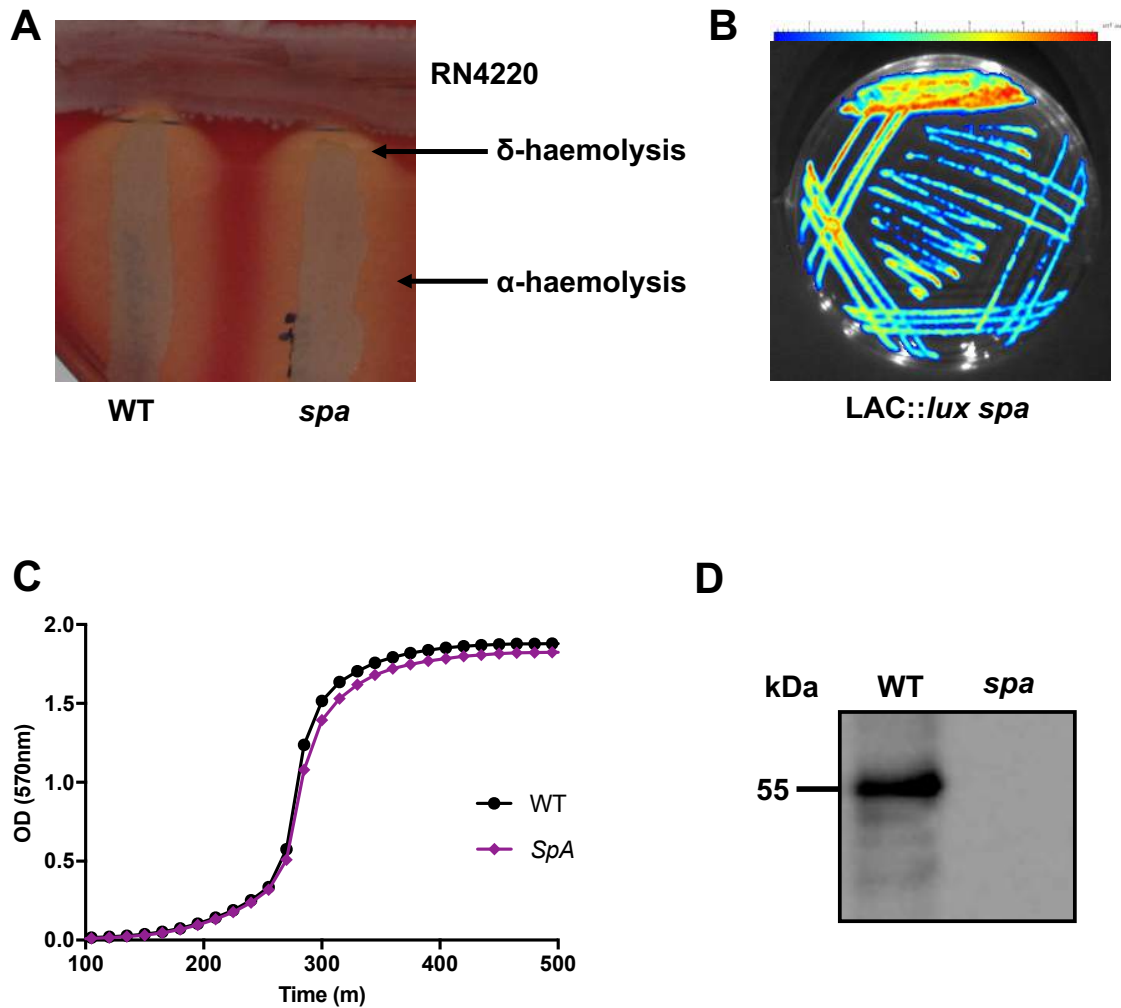 A
RN4220
δ-haemolysis
α-haemolysis
WT spa
B
LAC::lux spa
C
2.0
1.5
1.0
0.5
0.0
OD (570nm)
100 200 300 400 500
Time (m)
WT
SpA
D
kDa WT spa
55